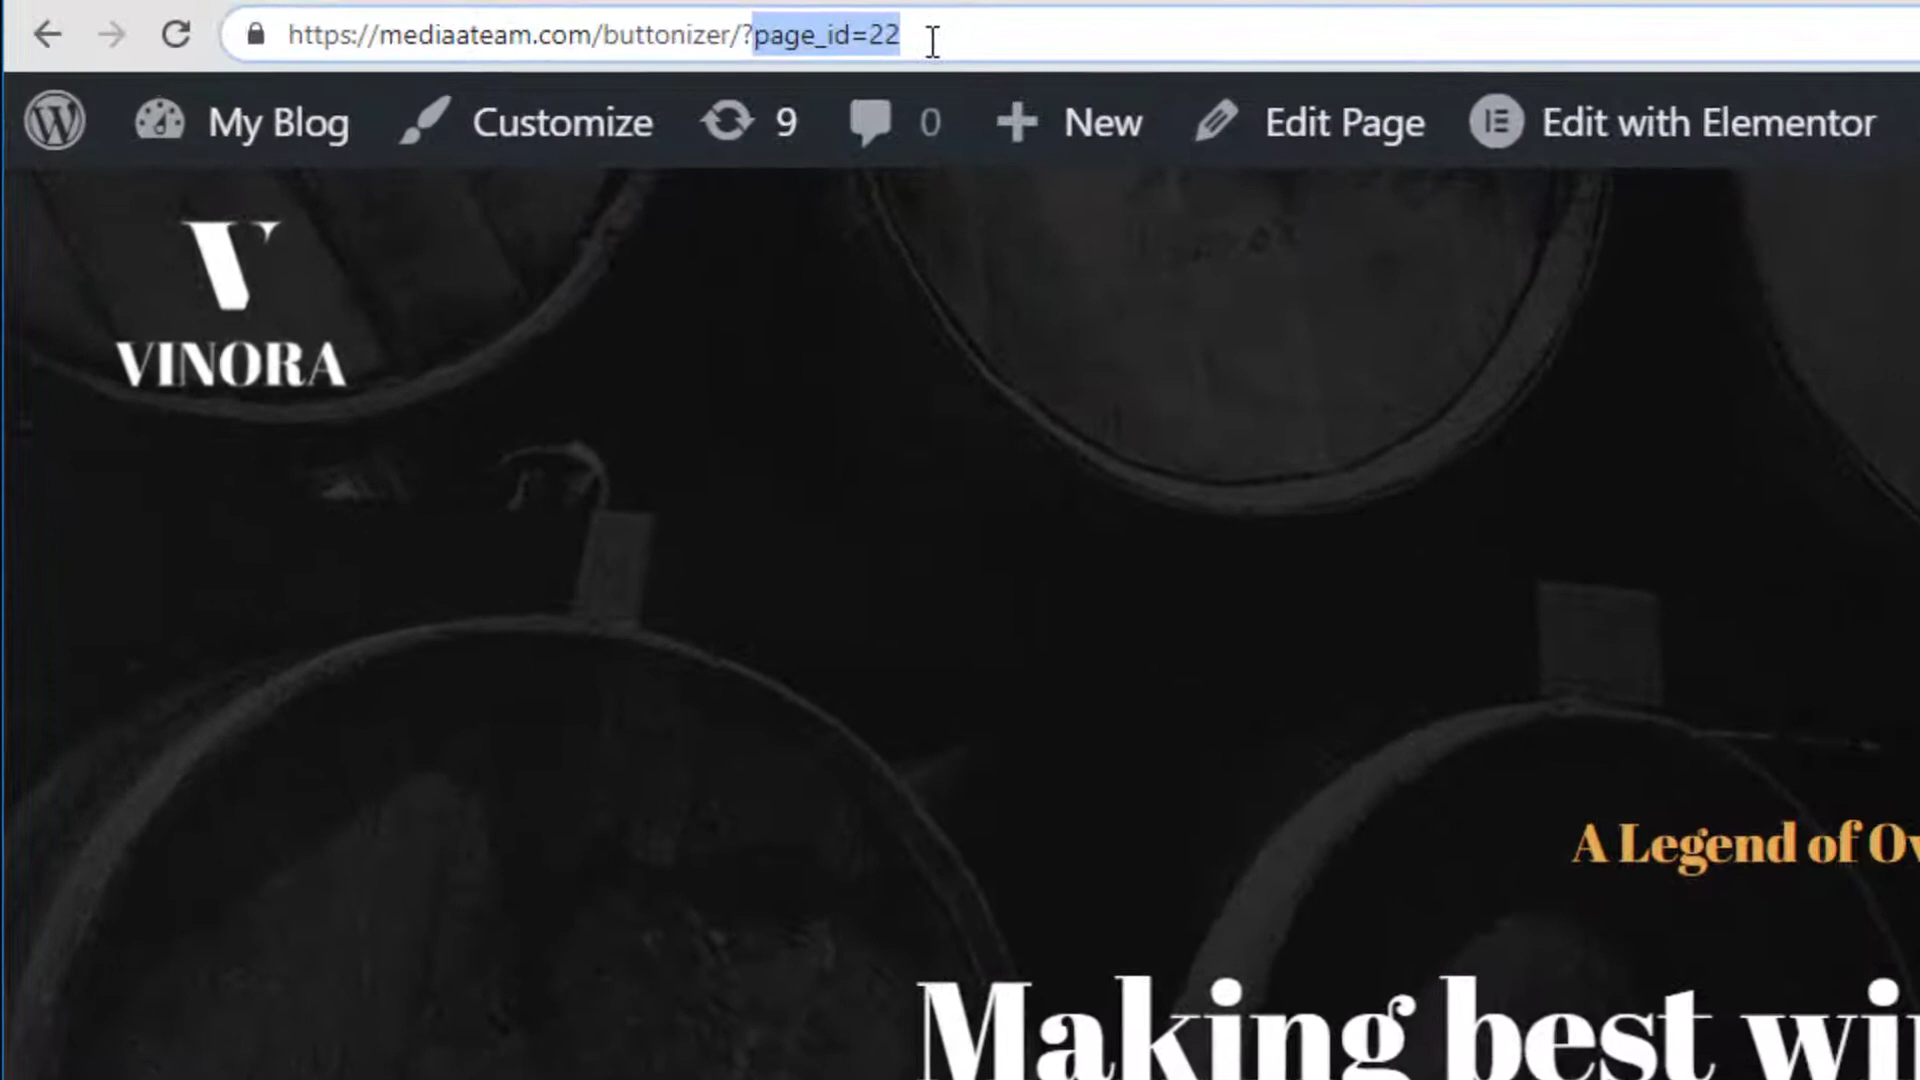 https://mediaateam.com/buttonizer/?page_id=22
My Blog Customize 9 0 New Edit Page Edit with Elementor
V
VINORA
A Legend of
Making best